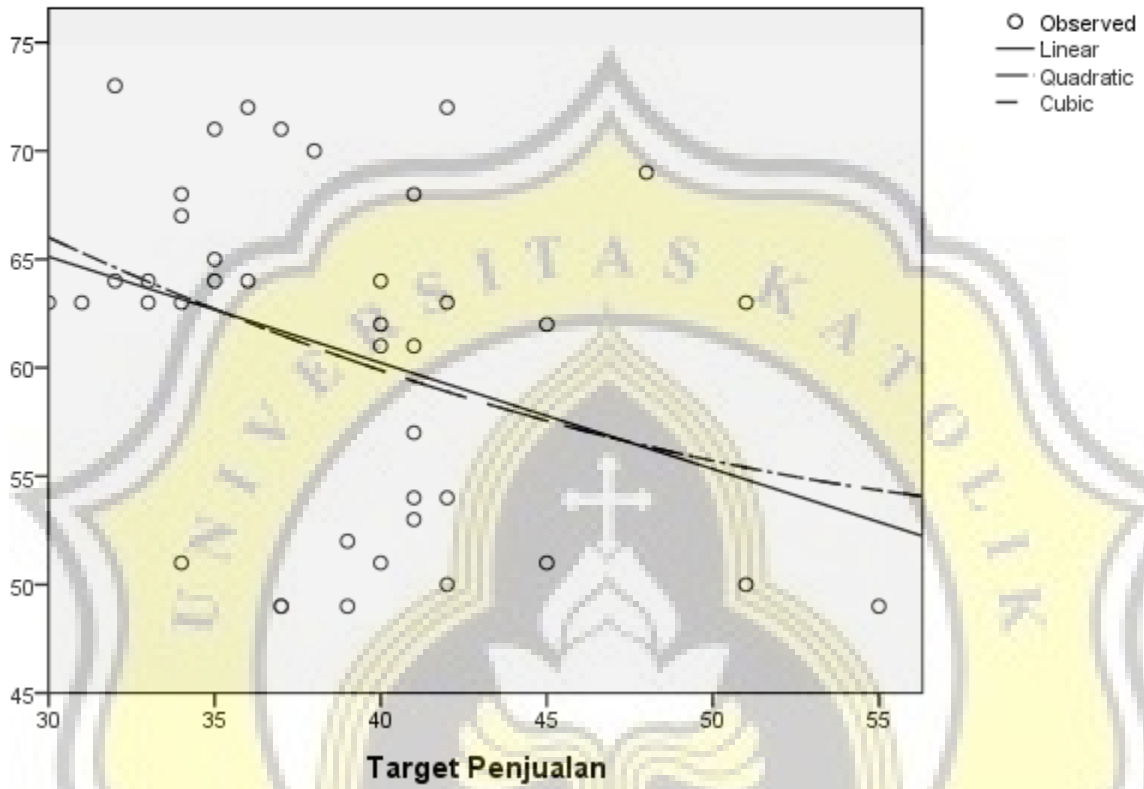 75
70
65
60
55
50
45
30 35 40 45 50 55
Target Penjualan
Observed
Linear
Quadratic
Cubic
UNIVERSITAS KATOLIK